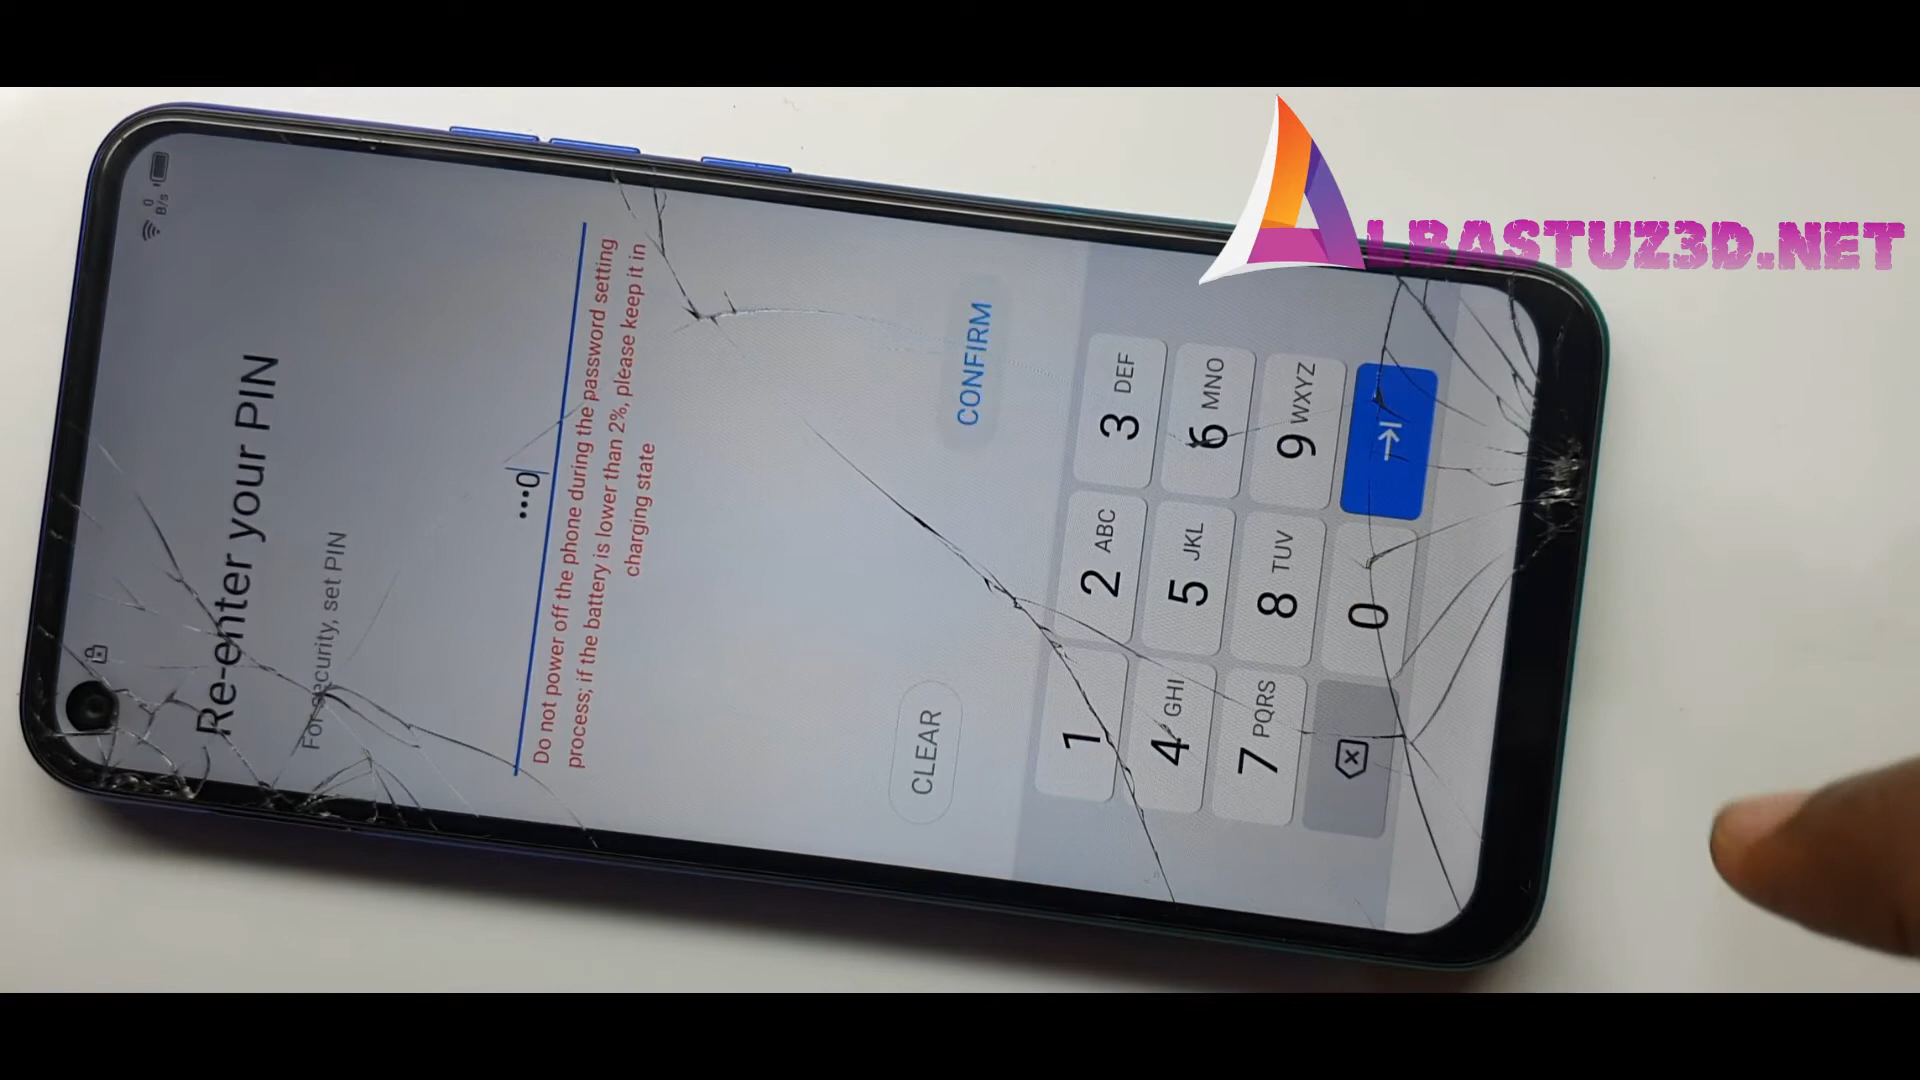 ALBASTUZ3D.NET
0
B/s
Re-enter your PIN
For security, set PIN
•••0
Do not power off the phone during the password setting
process; if the battery is lower than 2%, please keep it in
charging state
CLEAR
CONFIRM
1
2 ABC
3 DEF
4 GHI
5 JKL
6 MNO
7 PQRS
8 TUV
9 WXYZ
0